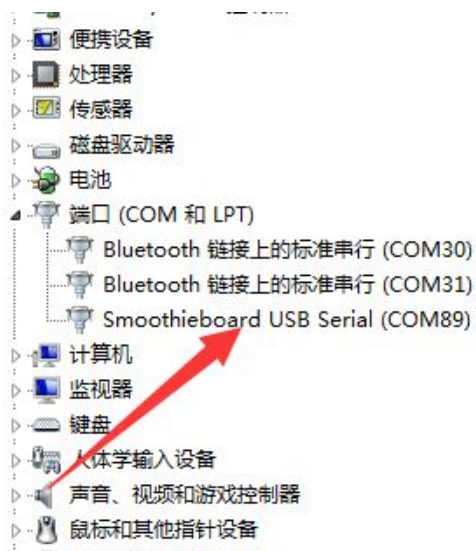 便携设备
处理器
传感器
磁盘驱动器
电池
端口 (COM 和 LPT)
Bluetooth 链接上的标准串行 (COM30)
Bluetooth 链接上的标准串行 (COM31)
Smoothieboard USB Serial (COM89)
计算机
监视器
键盘
人体学输入设备
声音、视频和游戏控制器
鼠标和其他指针设备